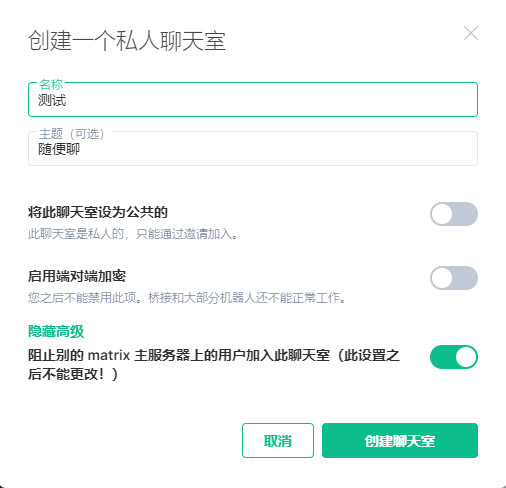 创建一个私人聊天室
名称
测试
主题（可选）
随便聊
将此聊天室设为公共的
此聊天室是私人的，只能通过邀请加入。
启用端对端加密
您之后不能禁用此项。桥接和大部分机器人还不能正常工作。
隐藏高级
阻止别的 matrix 主服务器上的用户加入此聊天室（此设置之
后不能更改！）
取消
创建聊天室